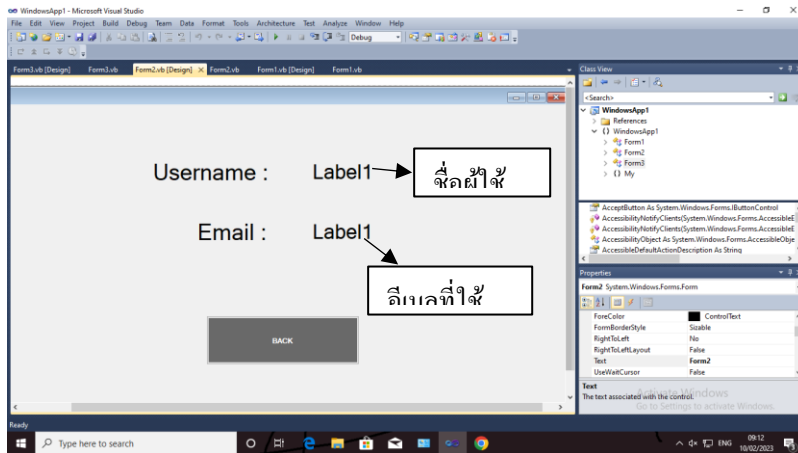 WindowsApp1 - Microsoft Visual Studio
File Edit View Project Build Debug Team Data Format Tools Architecture Test Analyze Window Help
Debug
Form3.vb [Design] Form3.vb Form2.vb [Design] Form2.vb Form1.vb [Design] Form1.vb
Username : Label1
ชื่อผู้ใช้
Email : Label1
อีเมลที่ใช้
BACK
Class View
<Search>
WindowsApp1
References
{} WindowsApp1
Form1
Form2
Form3
{} My
AcceptButton As System.Windows.Forms.IButtonControl
AccessibilityNotifyClients(System.Windows.Forms.AccessibleE
AccessibilityNotifyClients(System.Windows.Forms.AccessibleE
AccessibilityObject As System.Windows.Forms.AccessibleObje
AccessibleDefaultActionDescription As String
Properties
Form2 System.Windows.Forms.Form
ForeColor ControlText
FormBorderStyle Sizable
RightToLeft No
RightToLeftLayout False
Text Form2
UseWaitCursor False
Text
The text associated with the control.
Activate Windows
Go to Settings to activate Windows.
Ready
Type here to search
ENG
09:12
10/02/2023